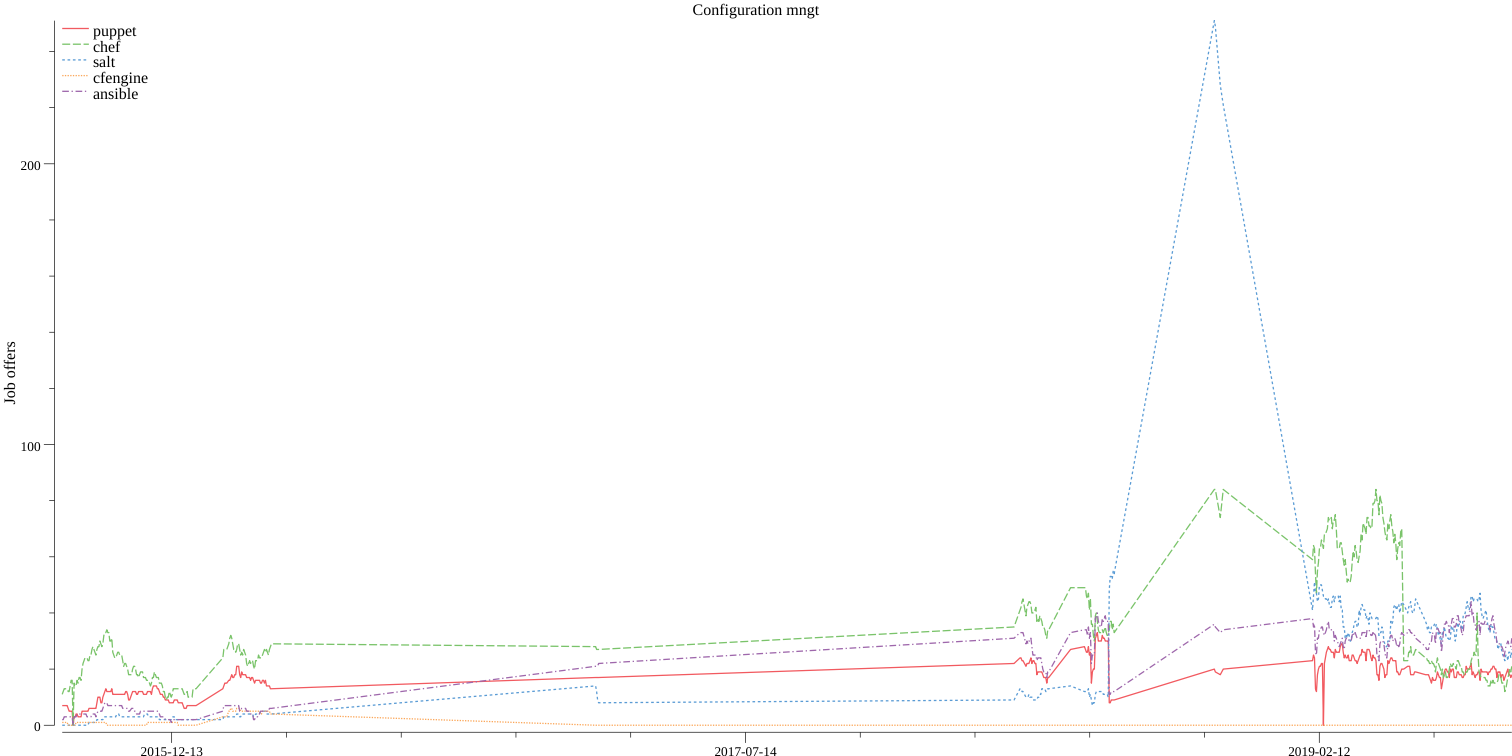 Configuration mngt
puppet
chef
salt
cfengine
ansible
200
100
0
Job offers
2015-12-13
2017-07-14
2019-02-12